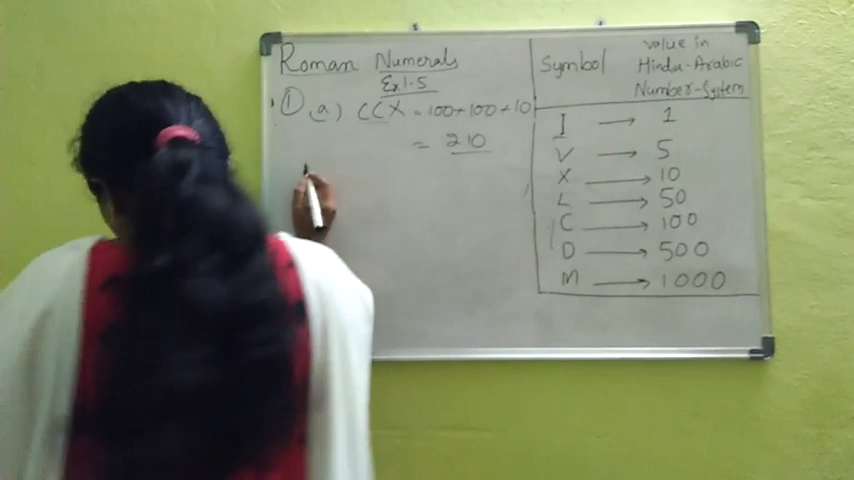 Roman Numerals
Ex 1.5
① (a) CCX = 100+100+10
= 210
Symbol
value in
Hindu-Arabic
Number-System
I → 1
V → 5
X → 10
L → 50
C → 100
D → 500
M → 1000